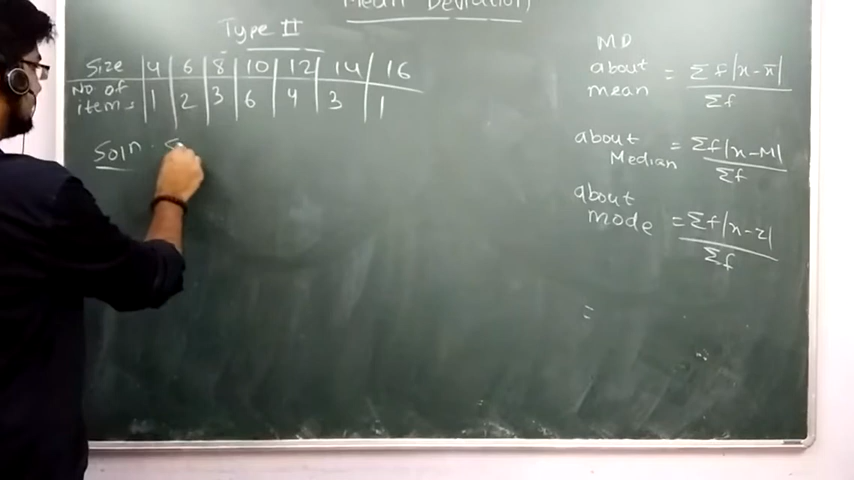 Mean Deviation)
Type II
Size 4 6 8 10 12 14 16
No of items 1 2 3 6 4 3 1
Soln. S
MD
about
mean = Σf|x-x̄|
Σf
about
Median = Σf|x-M|
Σf
about
mode = Σf|x-z|
Σf
=